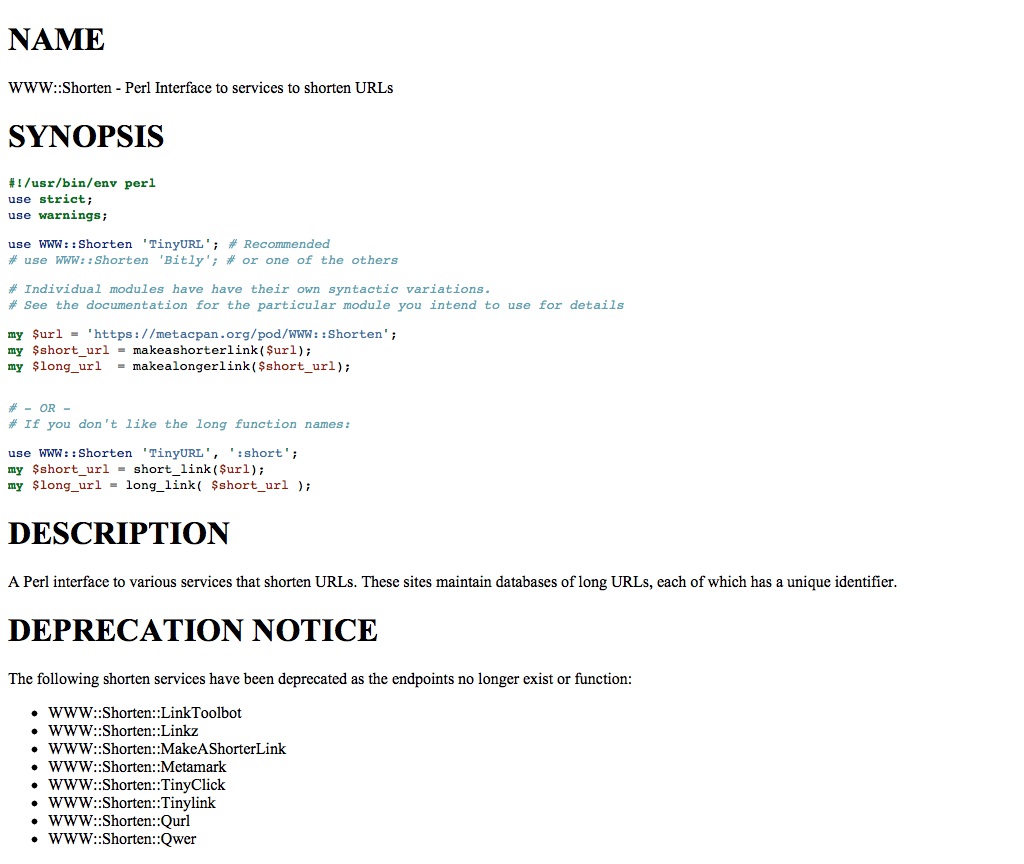 NAME
WWW::Shorten - Perl Interface to services to shorten URLs
SYNOPSIS
#!/usr/bin/env perl
use strict;
use warnings;
use WWW::Shorten 'TinyURL'; # Recommended
# use WWW::Shorten 'Bitly'; # or one of the others
# Individual modules have have their own syntactic variations.
# See the documentation for the particular module you intend to use for details
my $url = 'https://metacpan.org/pod/WWW::Shorten';
my $short_url = makeashorterlink($url);
my $long_url  = makealongerlink($short_url);
# - OR -
# If you don't like the long function names:
use WWW::Shorten 'TinyURL', ':short';
my $short_url = short_link($url);
my $long_url = long_link( $short_url );
DESCRIPTION
A Perl interface to various services that shorten URLs. These sites maintain databases of long URLs, each of which has a unique identifier.
DEPRECATION NOTICE
The following shorten services have been deprecated as the endpoints no longer exist or function:
• WWW::Shorten::LinkToolbot
• WWW::Shorten::Linkz
• WWW::Shorten::MakeAShorterLink
• WWW::Shorten::Metamark
• WWW::Shorten::TinyClick
• WWW::Shorten::Tinylink
• WWW::Shorten::Qurl
• WWW::Shorten::Qwer